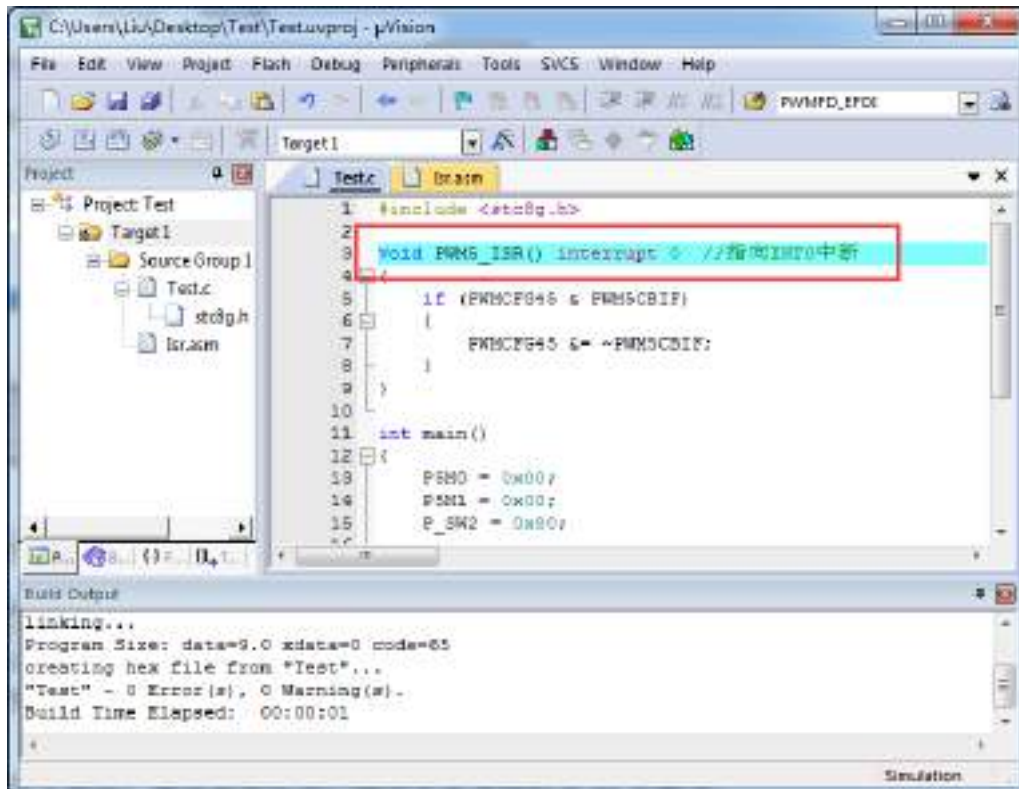 C:\Users\Liu\Desktop\Test\Test.uvproj - µVision
File Edit View Project Flash Debug Peripherals Tools SVCS Window Help
PWMFD_EFDI
Target 1
Project
Test.c Isr.asm
Project: Test
Target 1
Source Group 1
Test.c
stc8g.h
Isr.asm
1 #include <stc8g.h>
2
3 void PWM5_ISR() interrupt 0 //指向INT0中断
4 {
5 if (PWMCFG45 & PWM5CBIF)
6 {
7 PWMCFG45 &= ~PWM5CBIF;
8 }
9 }
10
11 int main()
12 {
13 P5M0 = 0x00;
14 P5M1 = 0x00;
15 P_SW2 = 0x80;
Build Output
linking...
Program Size: data=9.0 xdata=0 code=65
creating hex file from "Test"...
"Test" - 0 Error(s), 0 Warning(s).
Build Time Elapsed: 00:00:01
Simulation